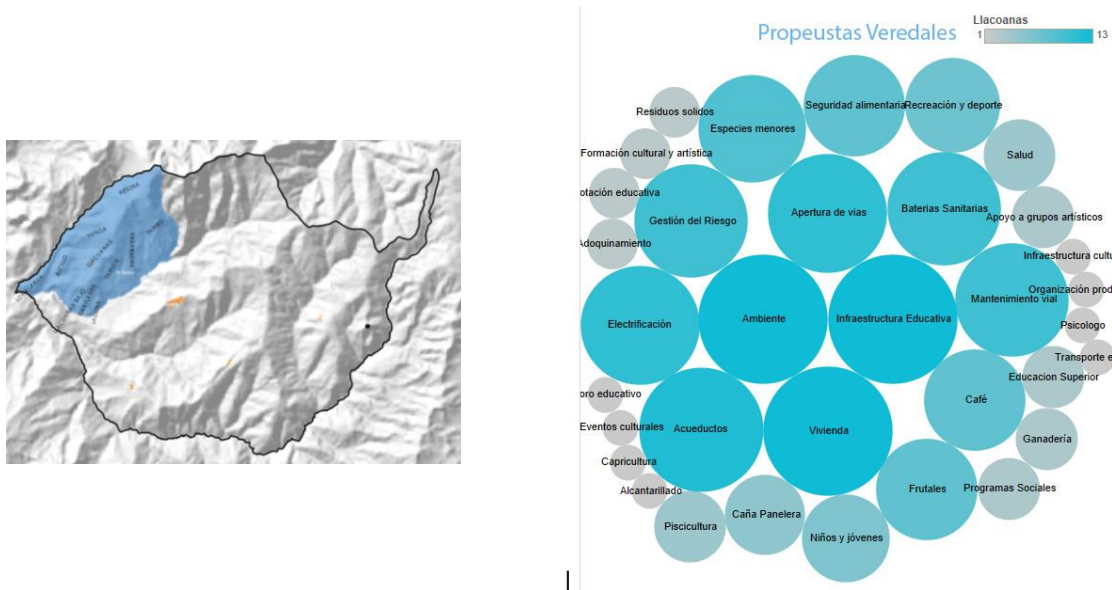 Llacoanas
Propeustas Veredales
1
13
Residuos solidos
Especies menores
Seguridad alimentaria
Recreación y deporte
Formación cultural y artística
Salud
otación educativa
Gestión del Riesgo
Apertura de vias
Baterias Sanitarias
Apoyo a grupos artísticos
Adoquinamiento
Infraestructura cultu
Organización prod
Mantenimiento vial
Electrificación
Ambiente
Infraestructura Educativa
Psicologo
Transporte e
Educacion Superior
oro educativo
Café
Eventos culturales
Acueductos
Vivienda
Ganadería
Capricultura
Alcantarillado
Frutales
Programas Sociales
Caña Panelera
Piscicultura
Niños y jóvenes